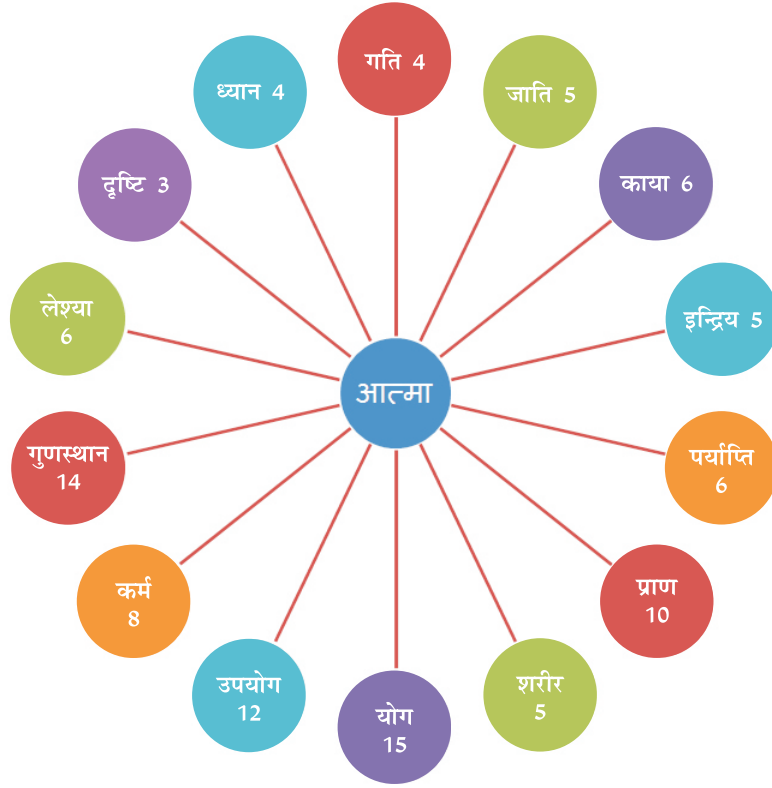 गति 4
जाति 5
काया 6
इन्द्रिय 5
पर्याप्ति
6
प्राण
10
शरीर
5
योग
15
उपयोग
12
कर्म
8
गुणस्थान
14
लेश्या
6
दृष्टि 3
ध्यान 4
आत्मा